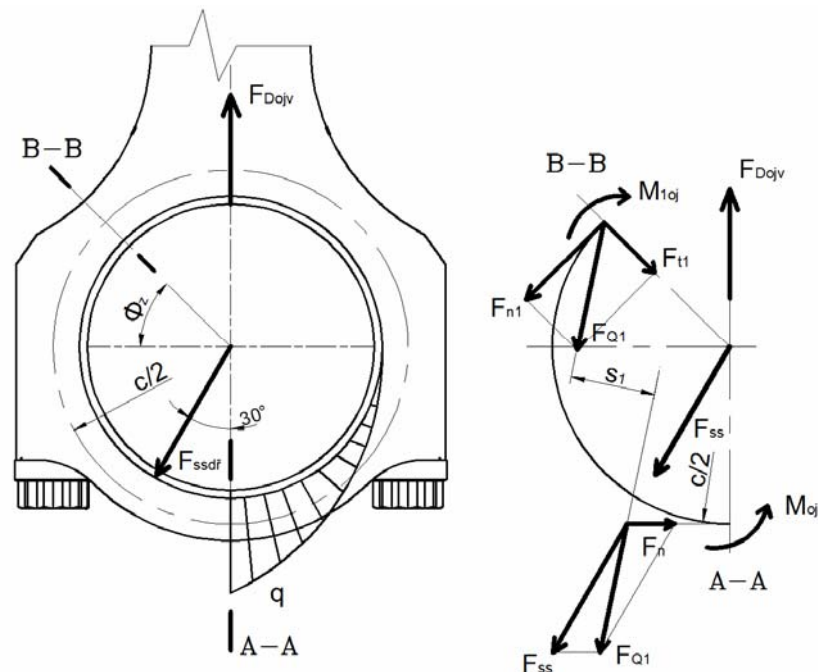 F_Dojv
B-B
Φ_z
c/2
30°
F_ssdř
q
A-A
B-B
M_1oj
F_Dojv
F_t1
F_n1
F_Q1
s_1
F_ss
c/2
M_oj
F_n
A-A
F_ss
F_Q1